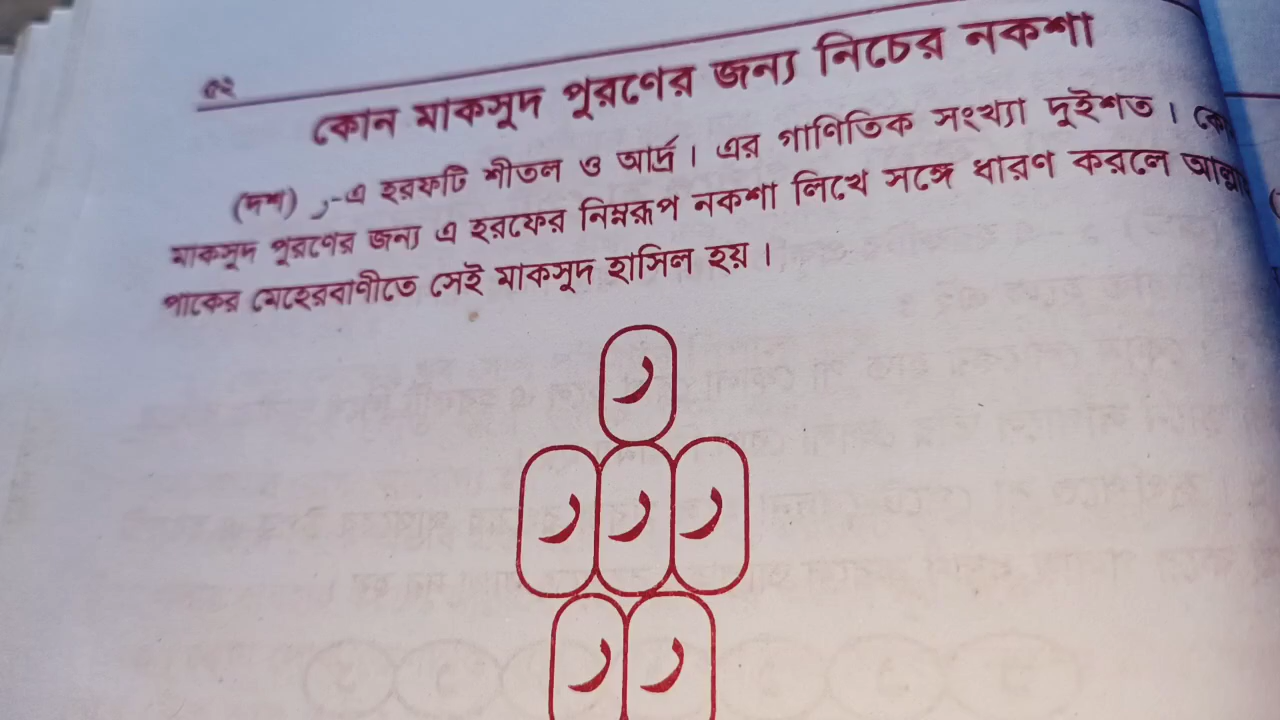 ৫২
কোন মাকসুদ পূরণের জন্য নিচের নকশা
(দশ) ر-এ হরফটি শীতল ও আর্দ্র। এর গাণিতিক সংখ্যা দুইশত।
মাকসুদ পূরণের জন্য এ হরফের নিম্নরূপ নকশা লিখে সঙ্গে ধারণ করলে
পাকের মেহেরবাণীতে সেই মাকসুদ হাসিল হয়।
ر
ر ر ر
ر ر